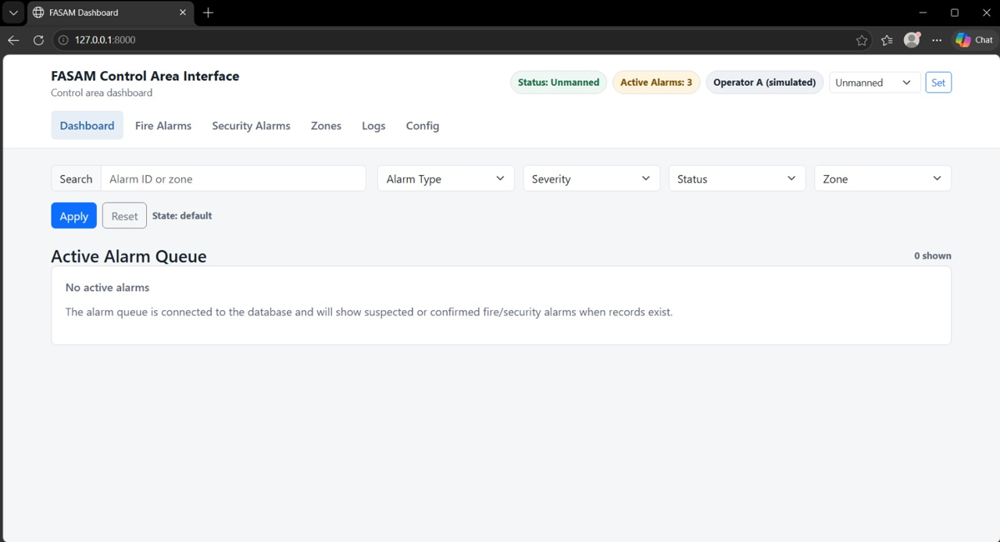 FASAM Dashboard
127.0.0.1:8000
Chat
FASAM Control Area Interface
Control area dashboard
Status: Unmanned
Active Alarms: 3
Operator A (simulated)
Unmanned
Set
Dashboard
Fire Alarms
Security Alarms
Zones
Logs
Config
Search
Alarm ID or zone
Alarm Type
Severity
Status
Zone
Apply
Reset
State: default
Active Alarm Queue
0 shown
No active alarms
The alarm queue is connected to the database and will show suspected or confirmed fire/security alarms when records exist.